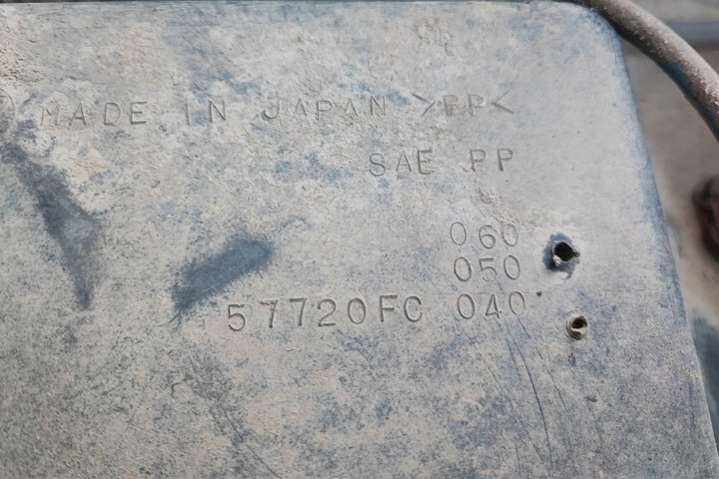 MADE IN JAPAN >PP<
SAE PP
060
050
57720FC 040